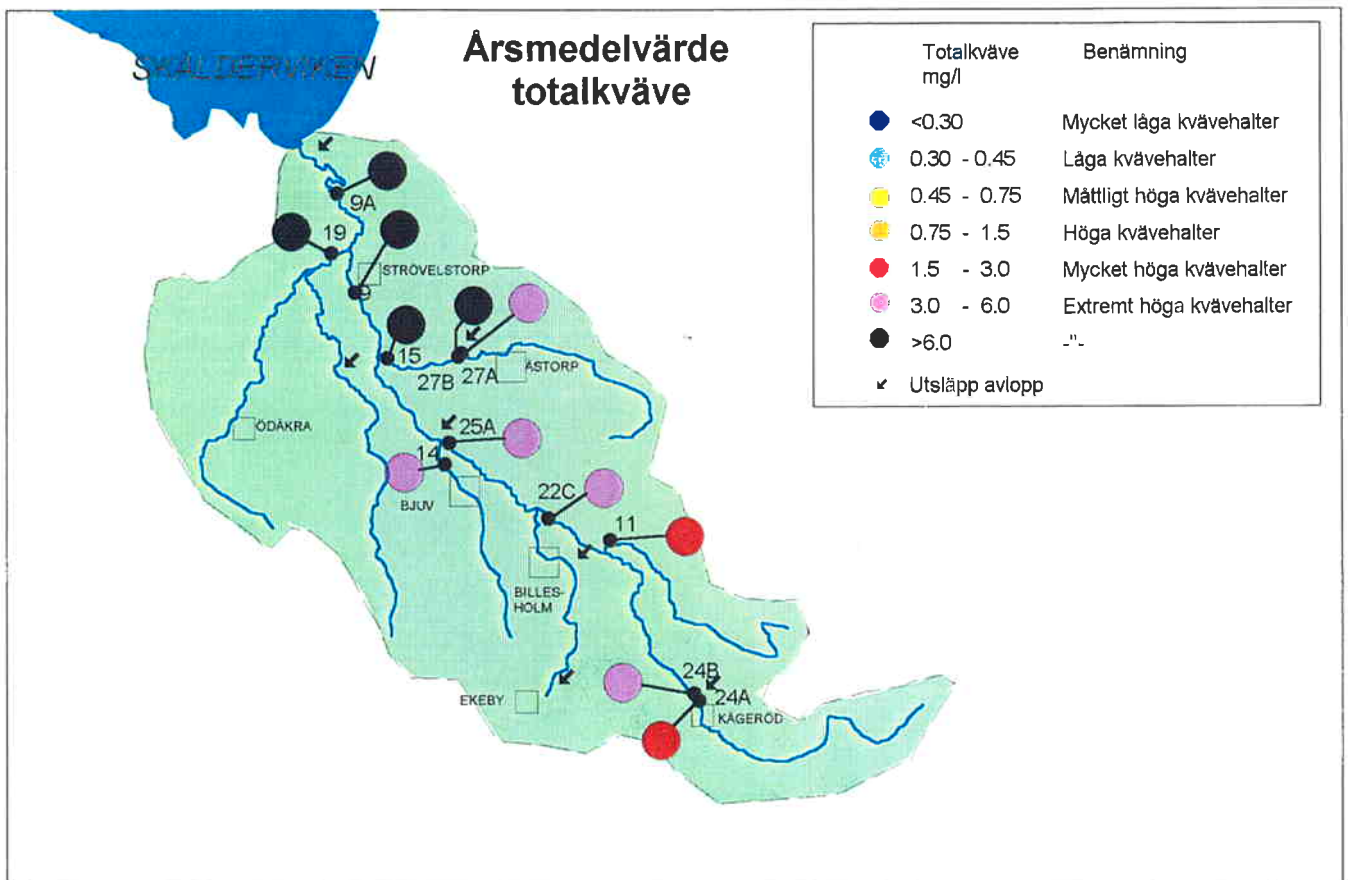 Årsmedelvärde
totalkväve
SKÄLDERVIKEN
Totalkväve Benämning
mg/l
<0.30 Mycket låga kvävehalter
0.30 - 0.45 Låga kvävehalter
0.45 - 0.75 Måttligt höga kvävehalter
0.75 - 1.5 Höga kvävehalter
1.5 - 3.0 Mycket höga kvävehalter
3.0 - 6.0 Extremt höga kvävehalter
>6.0 -"-
Utsläpp avlopp
9A
19
STRÖVELSTORP
9
15
27B
27A
ÅSTORP
ÖDÅKRA
25A
14
BJUV
22C
11
BILLES-
HOLM
24B
24A
EKEBY
KÅGERÖD